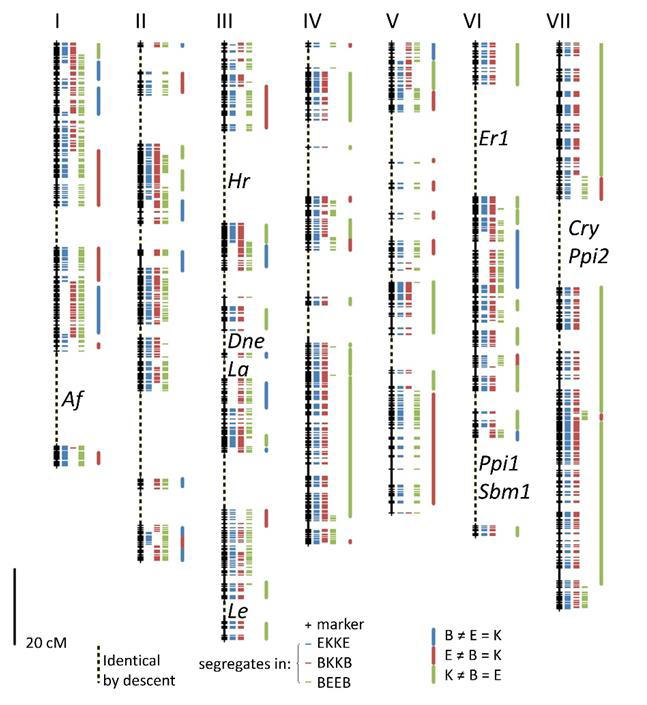 I II III IV V VI VII
Er1
Hr
Cry
Ppi2
Dne
La
Af
Ppi1
Sbm1
Le
20 cM
Identical
by descent
segregates in:
+ marker
– EKKE
– BKKB
– BEEB
B ≠ E = K
E ≠ B = K
K ≠ B = E